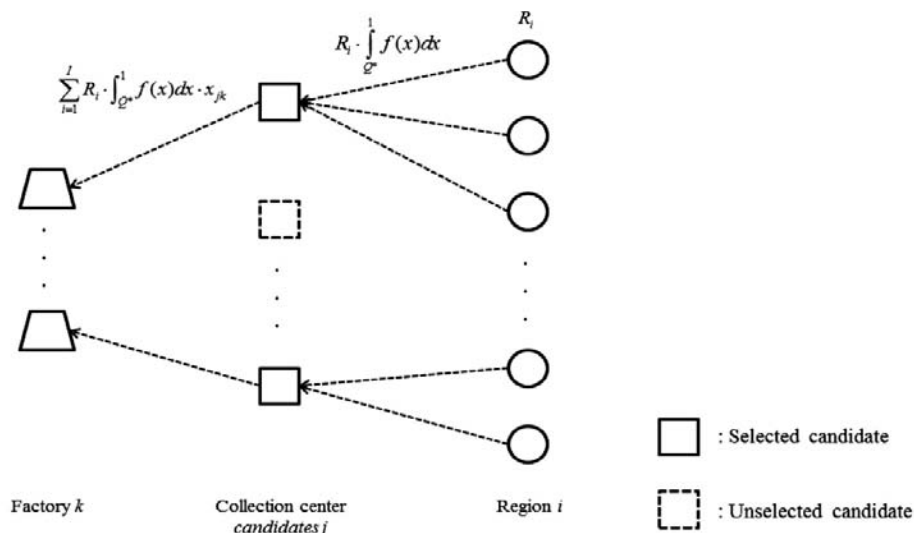 R_i
R_i · ∫_{Q*}^{1} f(x)dx
∑_{i=1}^{I} R_i · ∫_{Q*}^{1} f(x)dx · x_{jk}
: Selected candidate
Factory k
Collection center
candidates j
Region i
: Unselected candidate